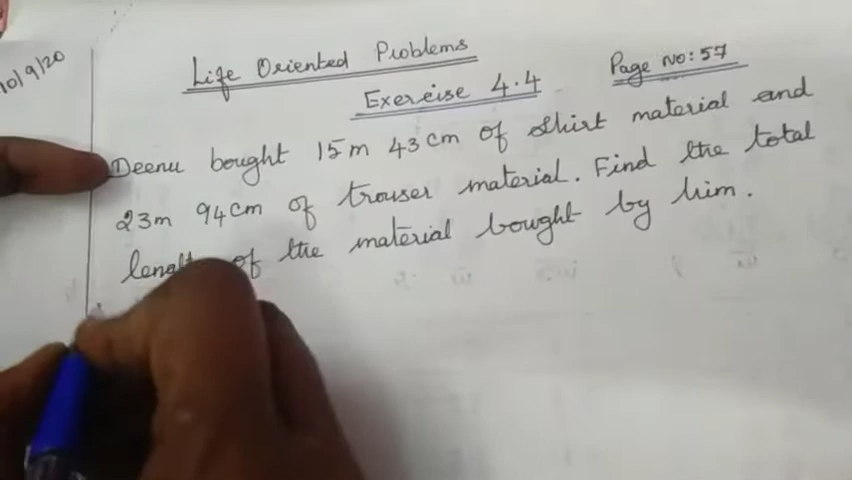 10/9/20
Life Oriented Problems
Exercise 4.4
Page No: 57
Deenu bought 15m 43cm of shirt material and
23m 94cm of trouser material. Find the total
of the material bought by him.